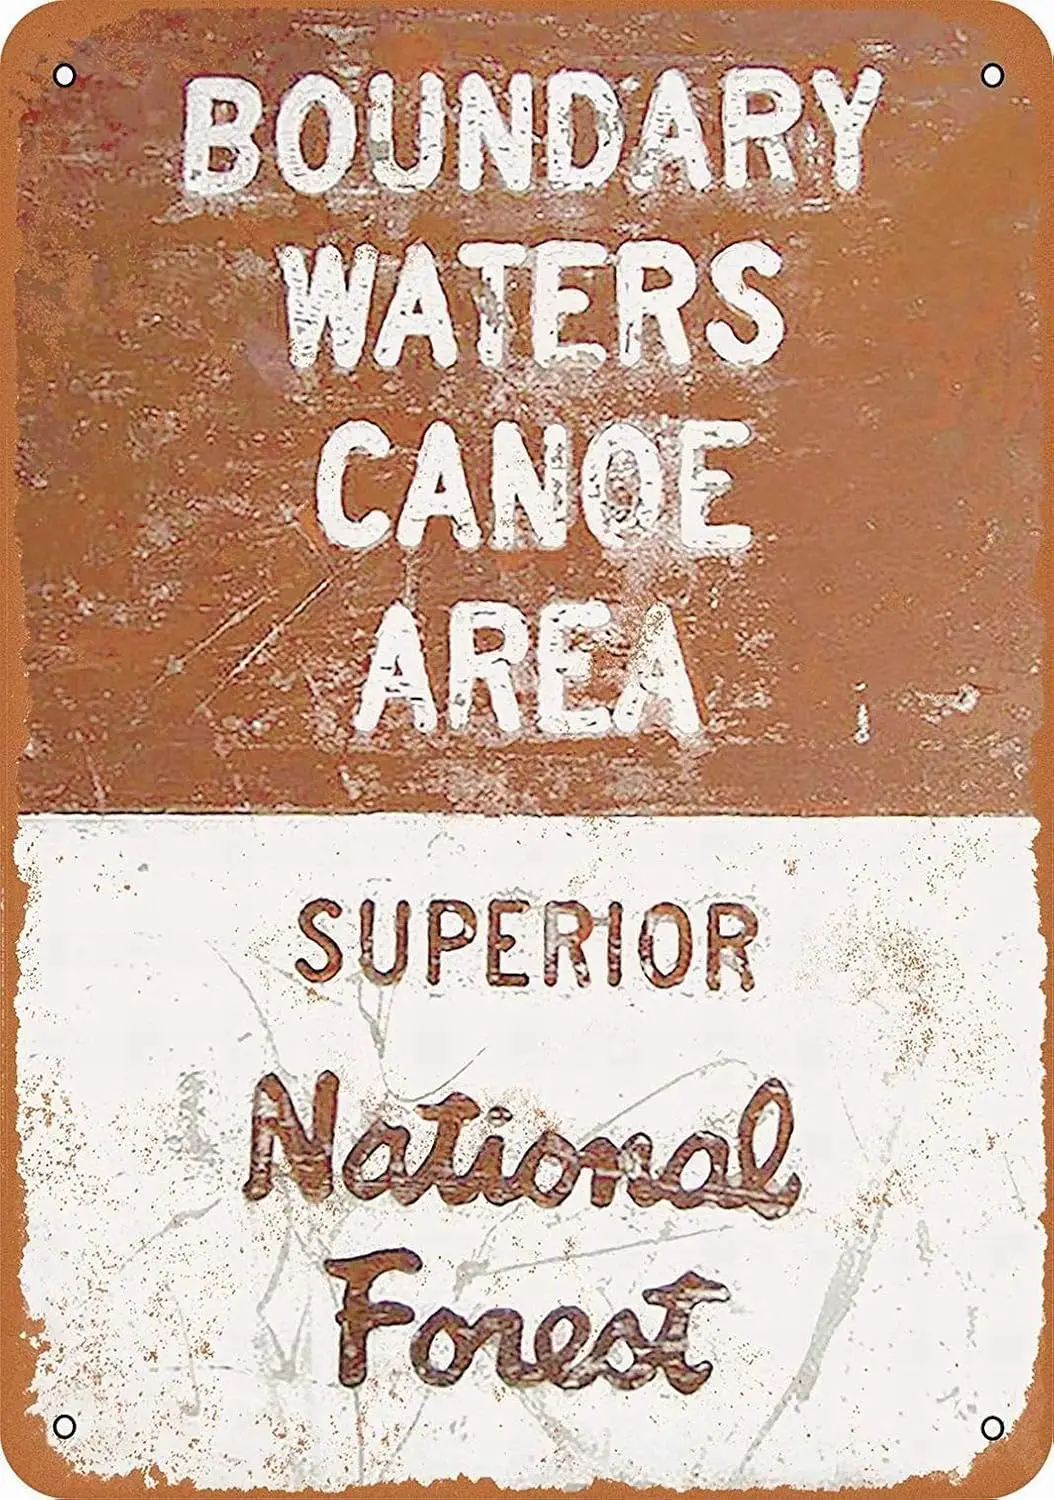 BOUNDARY
WATERS
CANOE
AREA
SUPERIOR
National
Forest